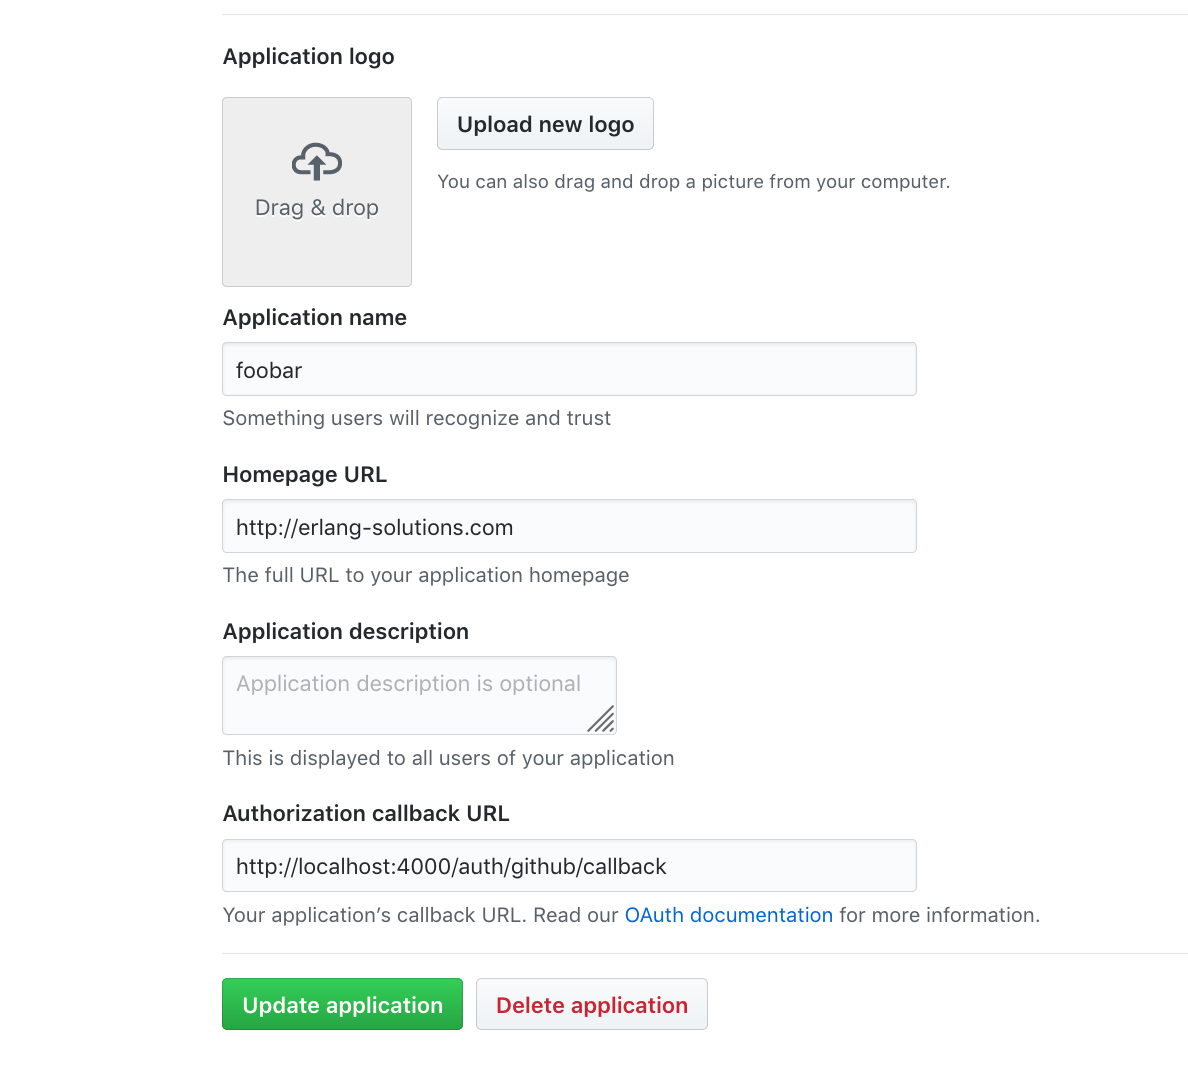 Application logo
Drag & drop
Upload new logo
You can also drag and drop a picture from your computer.
Application name
foobar
Something users will recognize and trust
Homepage URL
http://erlang-solutions.com
The full URL to your application homepage
Application description
Application description is optional
This is displayed to all users of your application
Authorization callback URL
http://localhost:4000/auth/github/callback
Your application’s callback URL. Read our OAuth documentation for more information.
Update application
Delete application